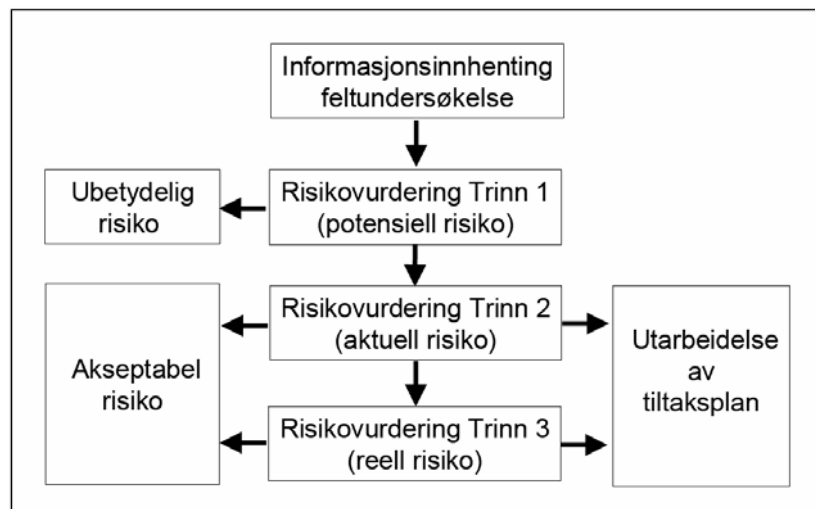 Informasjonsinnhenting
feltundersøkelse
Ubetydelig
risiko
Risikovurdering Trinn 1
(potensiell risiko)
Akseptabel
risiko
Risikovurdering Trinn 2
(aktuell risiko)
Utarbeidelse
av
tiltaksplan
Risikovurdering Trinn 3
(reell risiko)